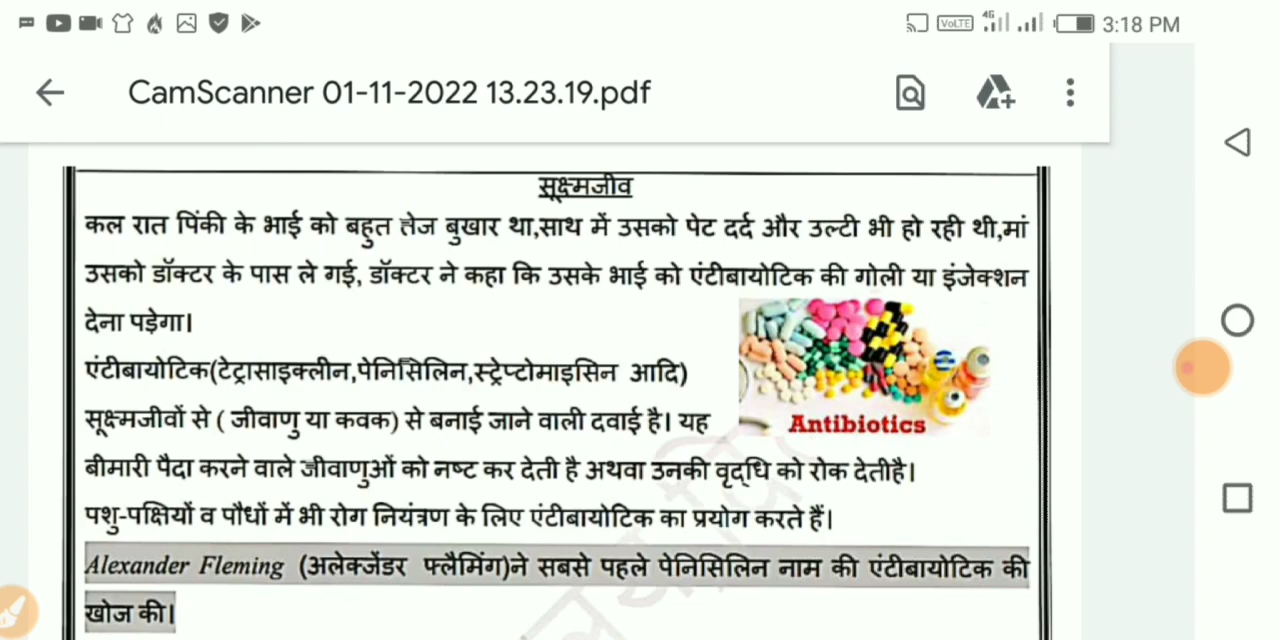 4G
VoLTE
3:18 PM
CamScanner 01-11-2022 13.23.19.pdf
सूक्ष्मजीव
कल रात पिंकी के भाई को बहुत तेज बुखार था,साथ में उसको पेट दर्द और उल्टी भी हो रही थी,मां
उसको डॉक्टर के पास ले गई, डॉक्टर ने कहा कि उसके भाई को एंटीबायोटिक की गोली या इंजेक्शन
देना पड़ेगा।
एंटीबायोटिक(टेट्रासाइक्लीन,पेनिसिलिन,स्ट्रेप्टोमाइसिन आदि)
सूक्ष्मजीवों से ( जीवाणु या कवक) से बनाई जाने वाली दवाई है। यह
Antibiotics
बीमारी पैदा करने वाले जीवाणुओं को नष्ट कर देती है अथवा उनकी वृद्धि को रोक देतीहै।
पशु-पक्षियों व पौधों में भी रोग नियंत्रण के लिए एंटीबायोटिक का प्रयोग करते हैं।
Alexander Fleming (अलेक्जेंडर फ्लैमिंग)ने सबसे पहले पेनिसिलिन नाम की एंटीबायोटिक की
खोज की।